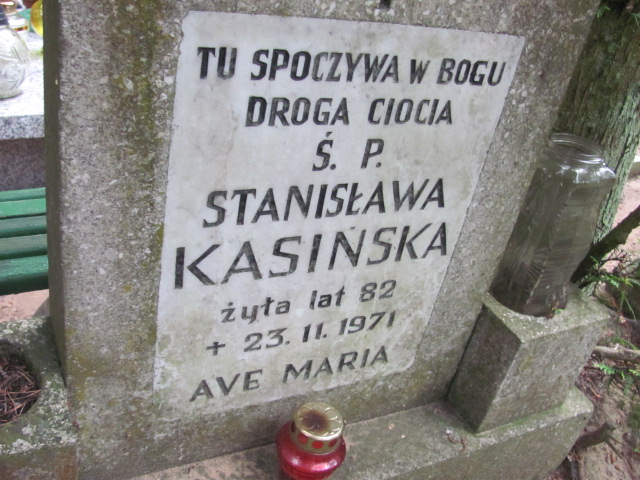 TU SPOCZYWA W BOGU
DROGA CIOCIA
Ś. P.
STANISŁAWA
KASIŃSKA
żyła lat 82
+ 23. 11. 1971
AVE MARIA